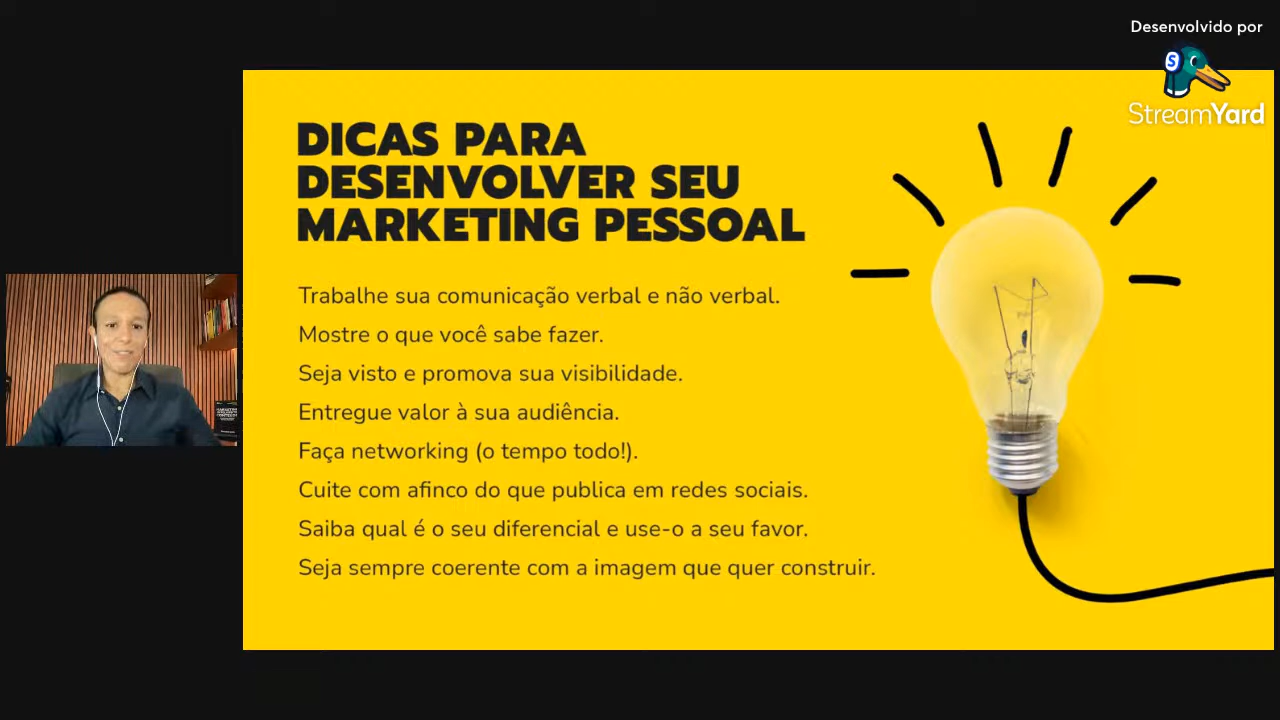 Desenvolvido por
StreamYard
DICAS PARA
DESENVOLVER SEU
MARKETING PESSOAL
Trabalhe sua comunicação verbal e não verbal.
Mostre o que você sabe fazer.
Seja visto e promova sua visibilidade.
Entregue valor à sua audiência.
Faça networking (o tempo todo!).
Cuite com afinco do que publica em redes sociais.
Saiba qual é o seu diferencial e use-o a seu favor.
Seja sempre coerente com a imagem que quer construir.